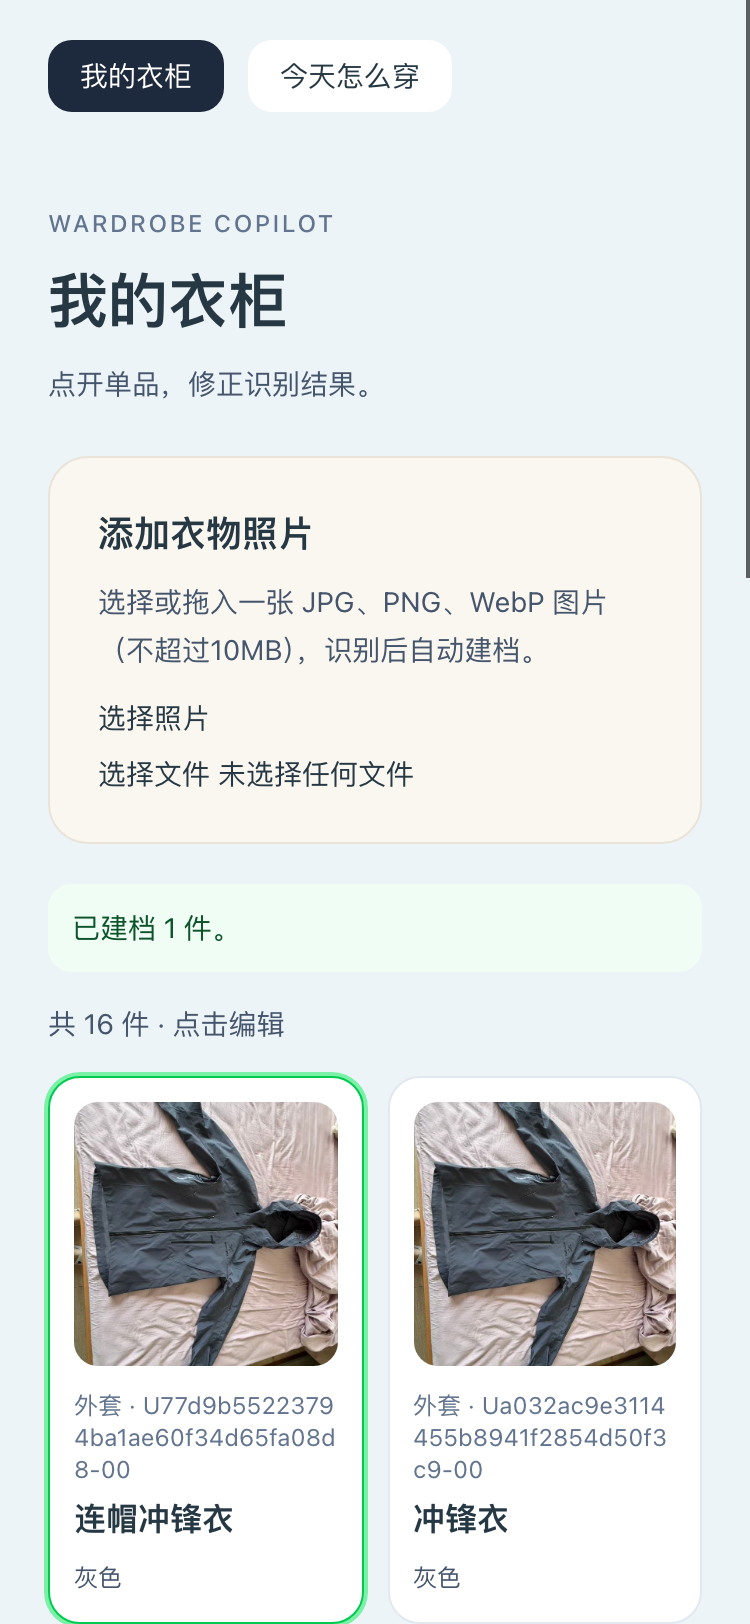 我的衣柜
今天怎么穿
WARDROBE COPILOT
我的衣柜
点开单品，修正识别结果。
添加衣物照片
选择或拖入一张 JPG、PNG、WebP 图片
（不超过10MB），识别后自动建档。
选择照片
选择文件 未选择任何文件
已建档 1 件。
共 16 件 · 点击编辑
外套 · U77d9b5522379
4ba1ae60f34d65fa08d
8-00
连帽冲锋衣
灰色
外套 · Ua032ac9e3114
455b8941f2854d50f3
c9-00
冲锋衣
灰色